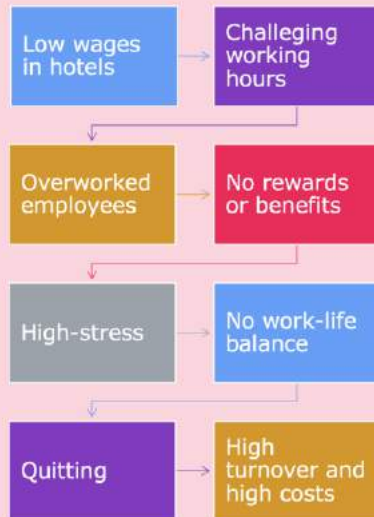 Low wages
in hotels
Challeging
working
hours
Overworked
employees
No rewards
or benefits
High-stress
No work-life
balance
Quitting
High
turnover and
high costs